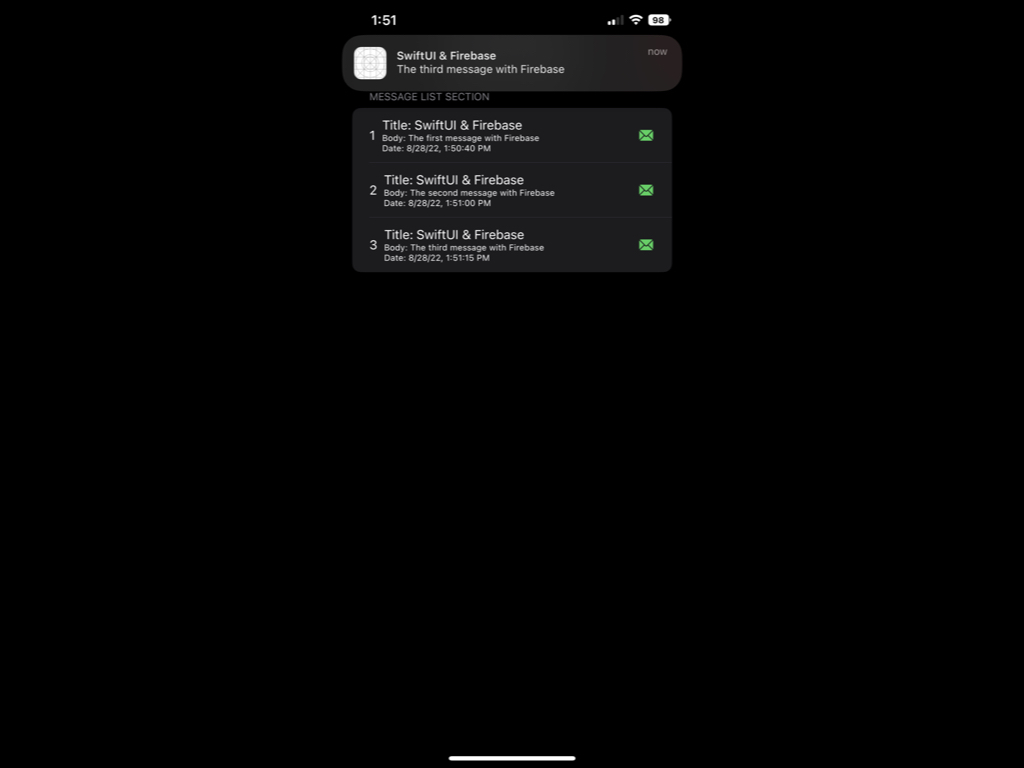 1:51
98
SwiftUI & Firebase
now
The third message with Firebase
MESSAGE LIST SECTION
1
Title: SwiftUI & Firebase
Body: The first message with Firebase
Date: 8/28/22, 1:50:40 PM
2
Title: SwiftUI & Firebase
Body: The second message with Firebase
Date: 8/28/22, 1:51:00 PM
3
Title: SwiftUI & Firebase
Body: The third message with Firebase
Date: 8/28/22, 1:51:15 PM